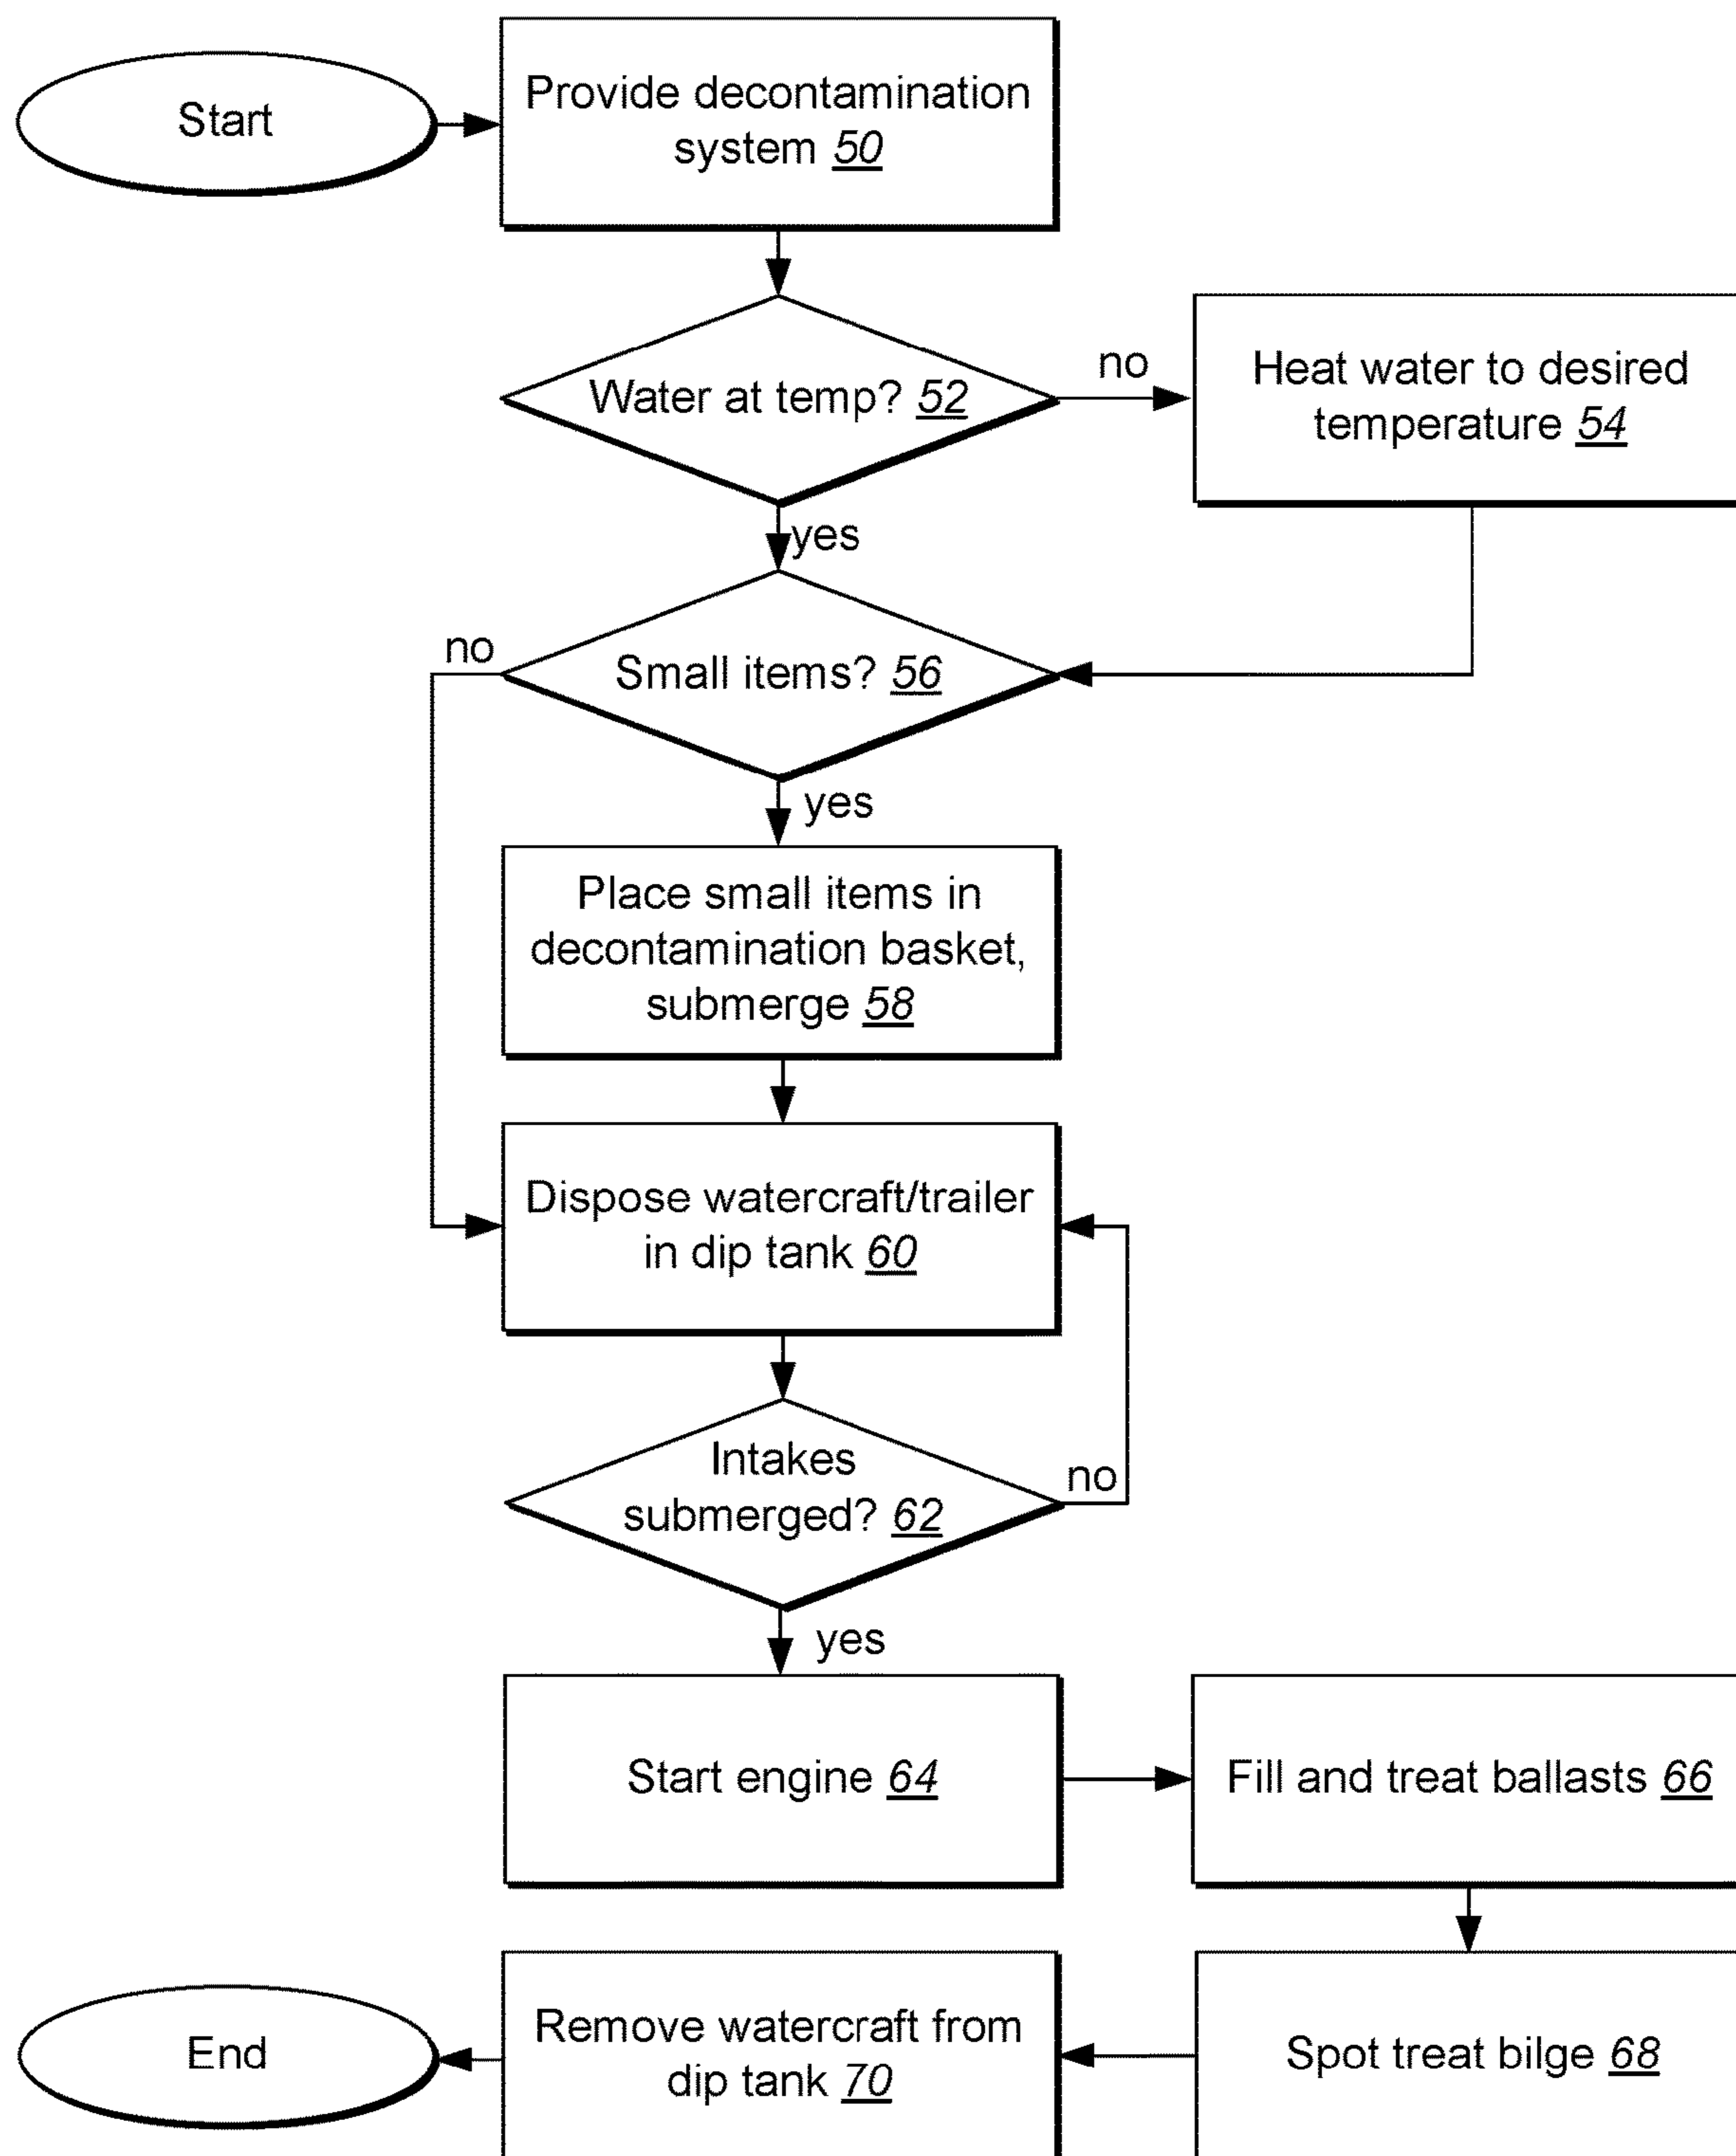 Start
Provide decontamination
system 50
Water at temp? 52
no
Heat water to desired
temperature 54
yes
no
Small items? 56
yes
Place small items in
decontamination basket,
submerge 58
Dispose watercraft/trailer
in dip tank 60
Intakes
submerged? 62
no
yes
Start engine 64
Fill and treat ballasts 66
End
Remove watercraft from
dip tank 70
Spot treat bilge 68